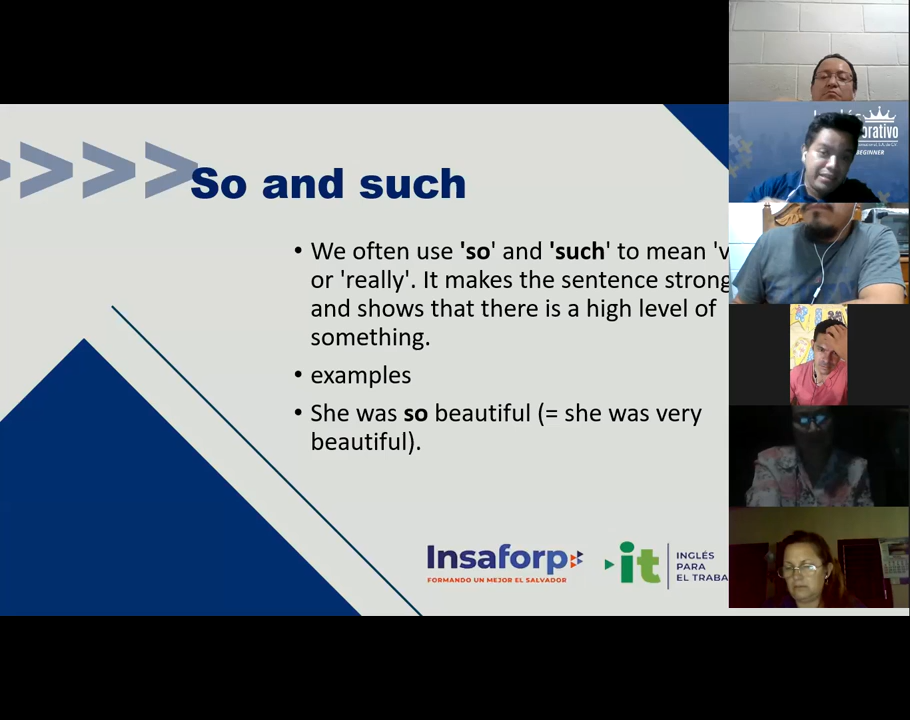 >>>>
So and such
• We often use 'so' and 'such' to mean
or 'really'. It makes the sentence strong
and shows that there is a high level of
something.
• examples
• She was so beautiful (= she was very
beautiful).
Insaforp
FORMANDO UN MEJOR EL SALVADOR
it
INGLÉS
PARA
EL TRABA
BEGINNER